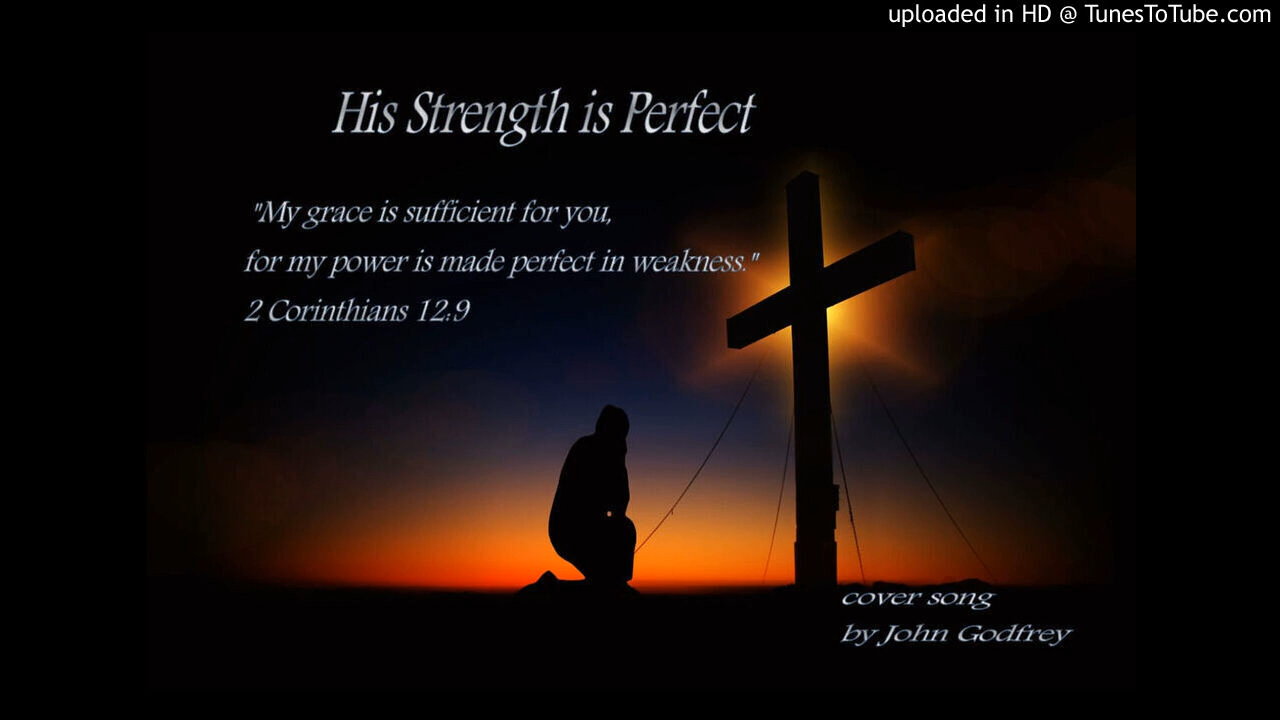 uploaded in HD @ TunesToTube.com
His Strength is Perfect
"My grace is sufficient for you,
for my power is made perfect in weakness."
2 Corinthians 12:9
cover song
by John Godfrey